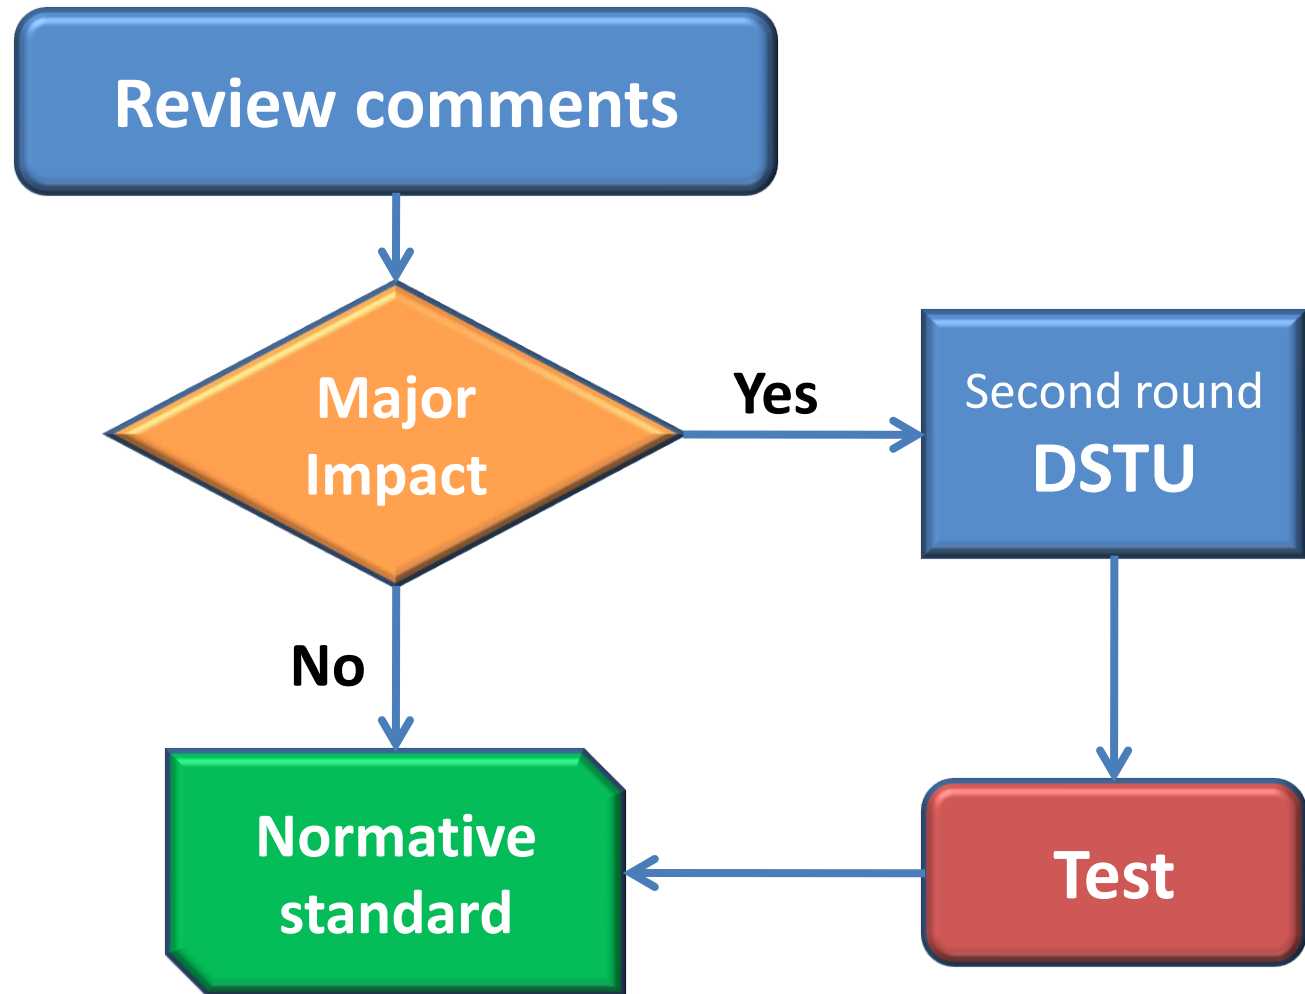 Review comments
Major
Impact
Yes
Second round
DSTU
No
Normative
standard
Test